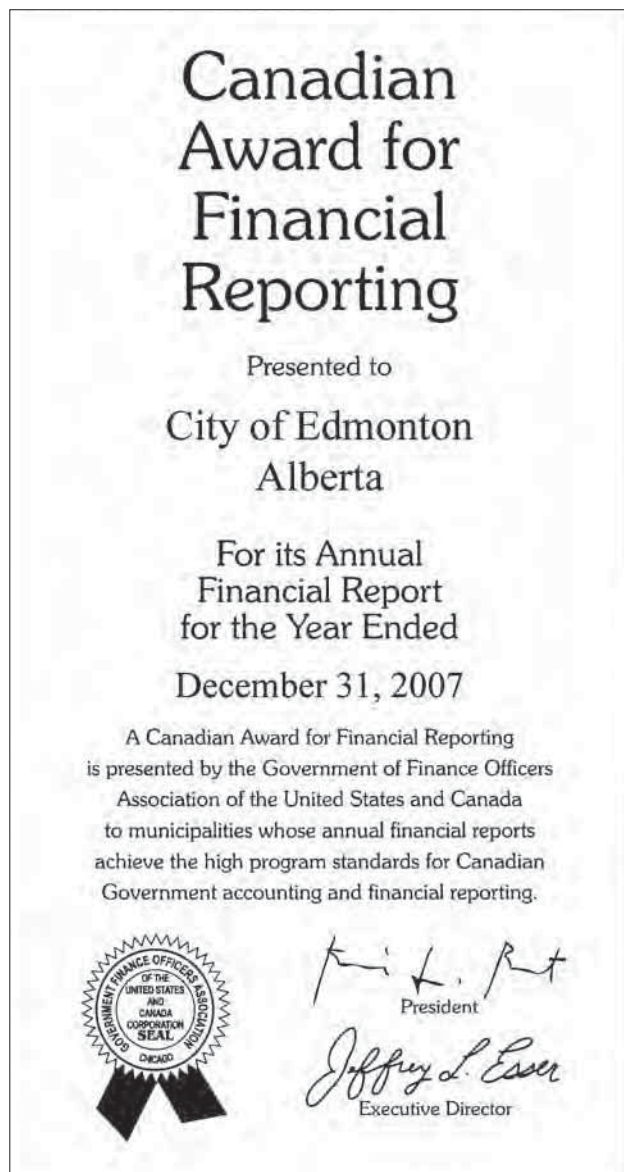 Canadian
Award for
Financial
Reporting
Presented to
City of Edmonton
Alberta
For its Annual
Financial Report
for the Year Ended
December 31, 2007
A Canadian Award for Financial Reporting
is presented by the Government of Finance Officers
Association of the United States and Canada
to municipalities whose annual financial reports
achieve the high program standards for Canadian
Government accounting and financial reporting.
GOVERNMENT FINANCE OFFICERS ASSOCIATION
OF THE
UNITED STATES
AND
CANADA
CORPORATION
SEAL
CHICAGO
President
Jeffrey L. Esser
Executive Director